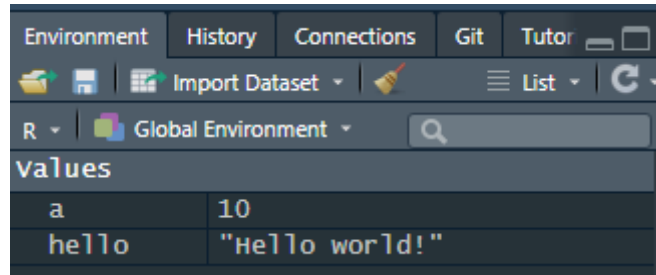 Environment History Connections Git Tutor
Import Dataset List
R Global Environment
Values
a 10
hello "Hello world!"